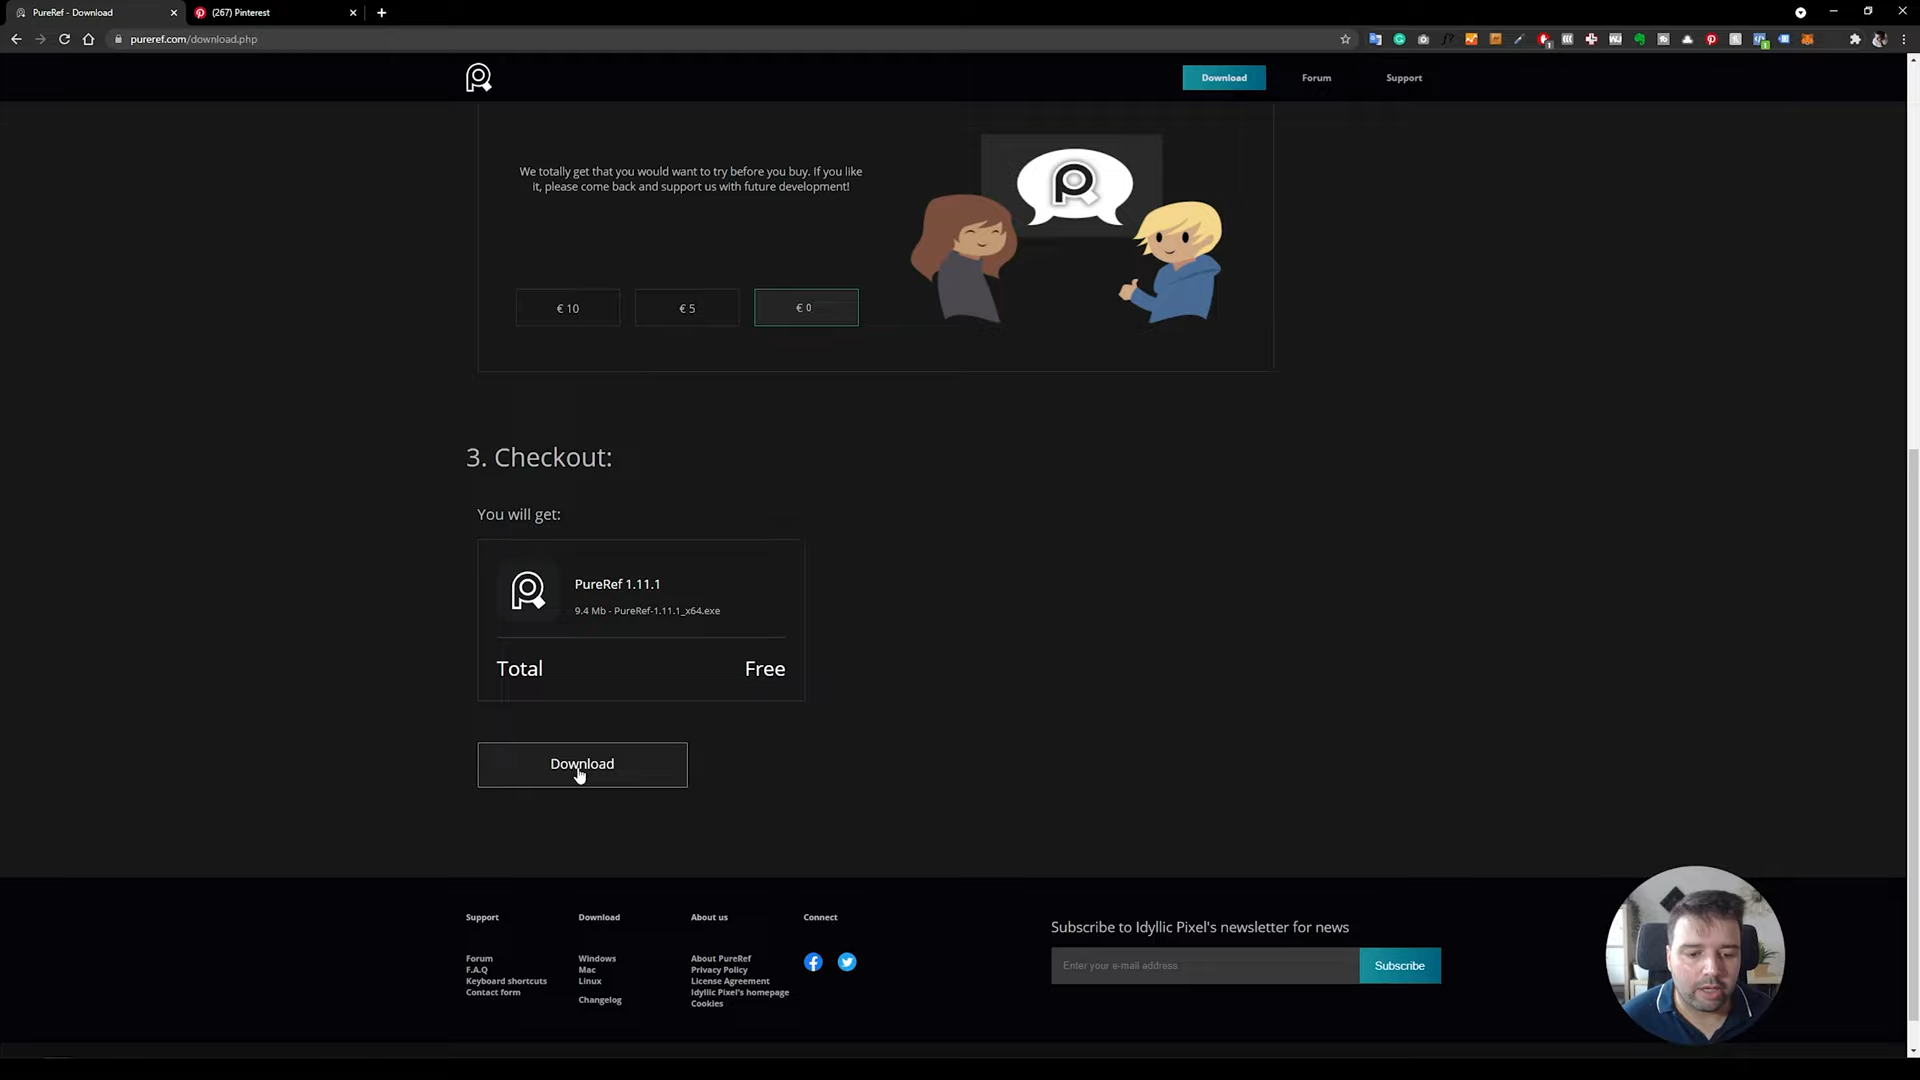 PureRef - Download
(267) Pinterest
pureref.com/download.php
Download
Forum
Support
We totally get that you would want to try before you buy. If you like
it, please come back and support us with future development!
€ 10
€ 5
€ 0
3. Checkout:
You will get:
PureRef 1.11.1
9.4 Mb - PureRef-1.11.1_x64.exe
Total
Free
Download
Support
Forum
F.A.Q
Keyboard shortcuts
Contact form
Download
Windows
Mac
Linux
Changelog
About us
About PureRef
Privacy Policy
License Agreement
Idyllic Pixel's homepage
Cookies
Connect
Subscribe to Idyllic Pixel's newsletter for news
Enter your e-mail address
Subscribe